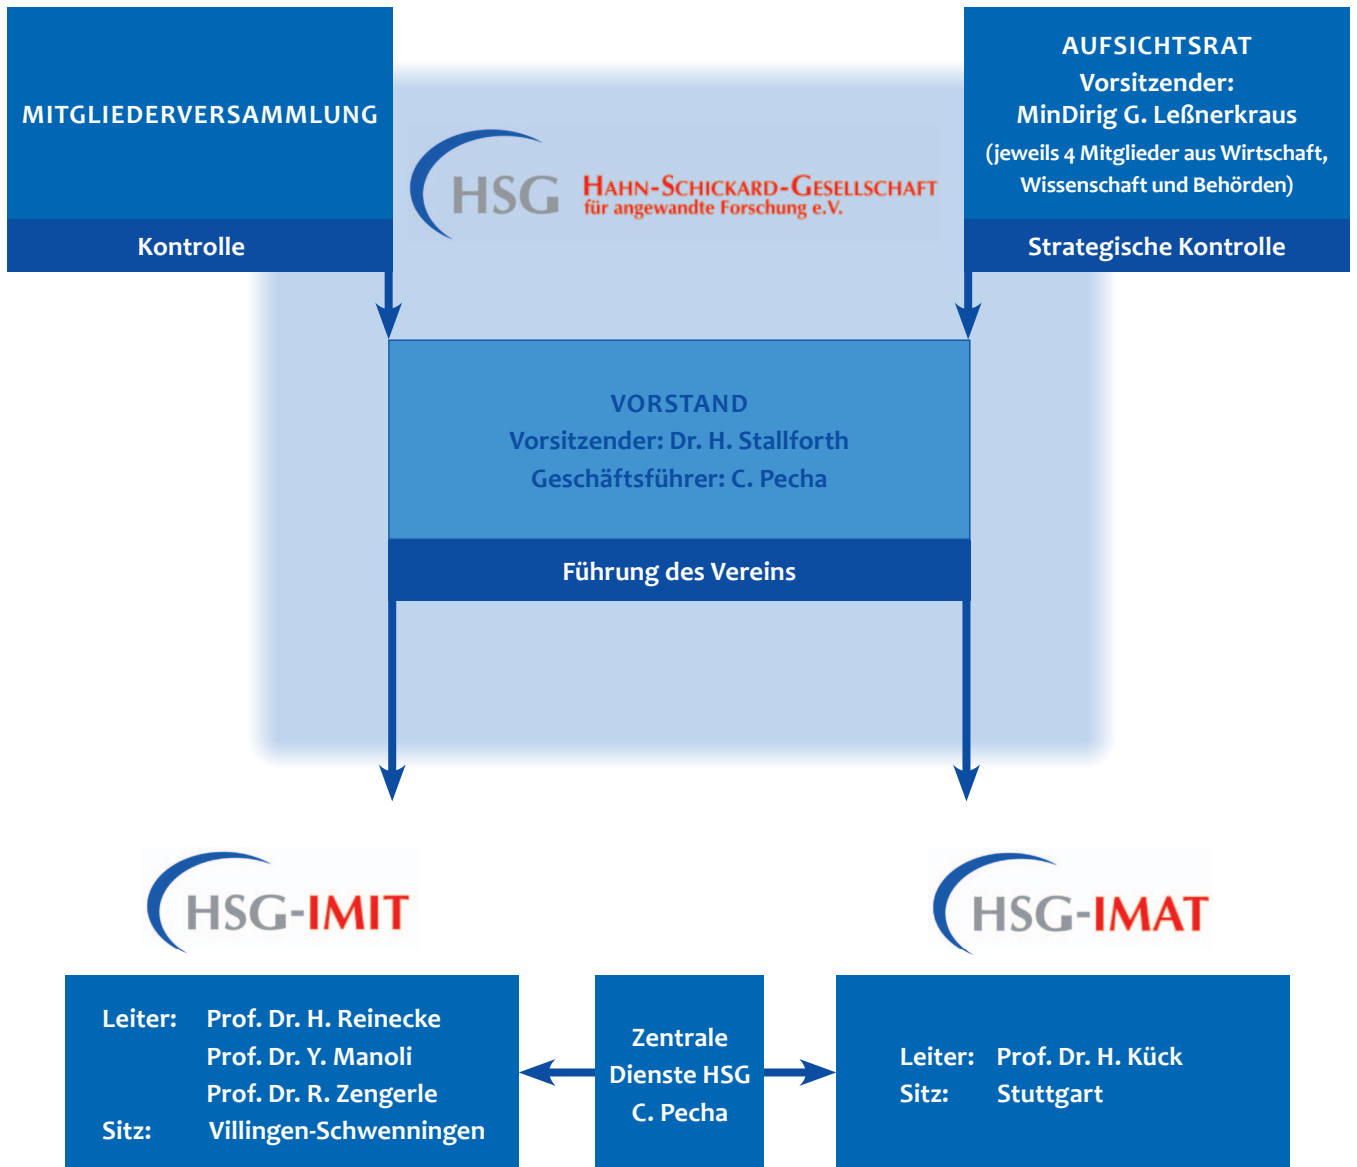 MITGLIEDERVERSAMMLUNG
Kontrolle
AUFSICHTSRAT
Vorsitzender:
MinDirig G. Leßnerkraus
(jeweils 4 Mitglieder aus Wirtschaft,
Wissenschaft und Behörden)
Strategische Kontrolle
HSG HAHN-SCHICKARD-GESELLSCHAFT
für angewandte Forschung e.V.
VORSTAND
Vorsitzender: Dr. H. Stallforth
Geschäftsführer: C. Pecha
Führung des Vereins
HSG-IMIT
Leiter: Prof. Dr. H. Reinecke
Prof. Dr. Y. Manoli
Prof. Dr. R. Zengerle
Sitz: Villingen-Schwenningen
Zentrale
Dienste HSG
C. Pecha
HSG-IMAT
Leiter: Prof. Dr. H. Kück
Sitz: Stuttgart